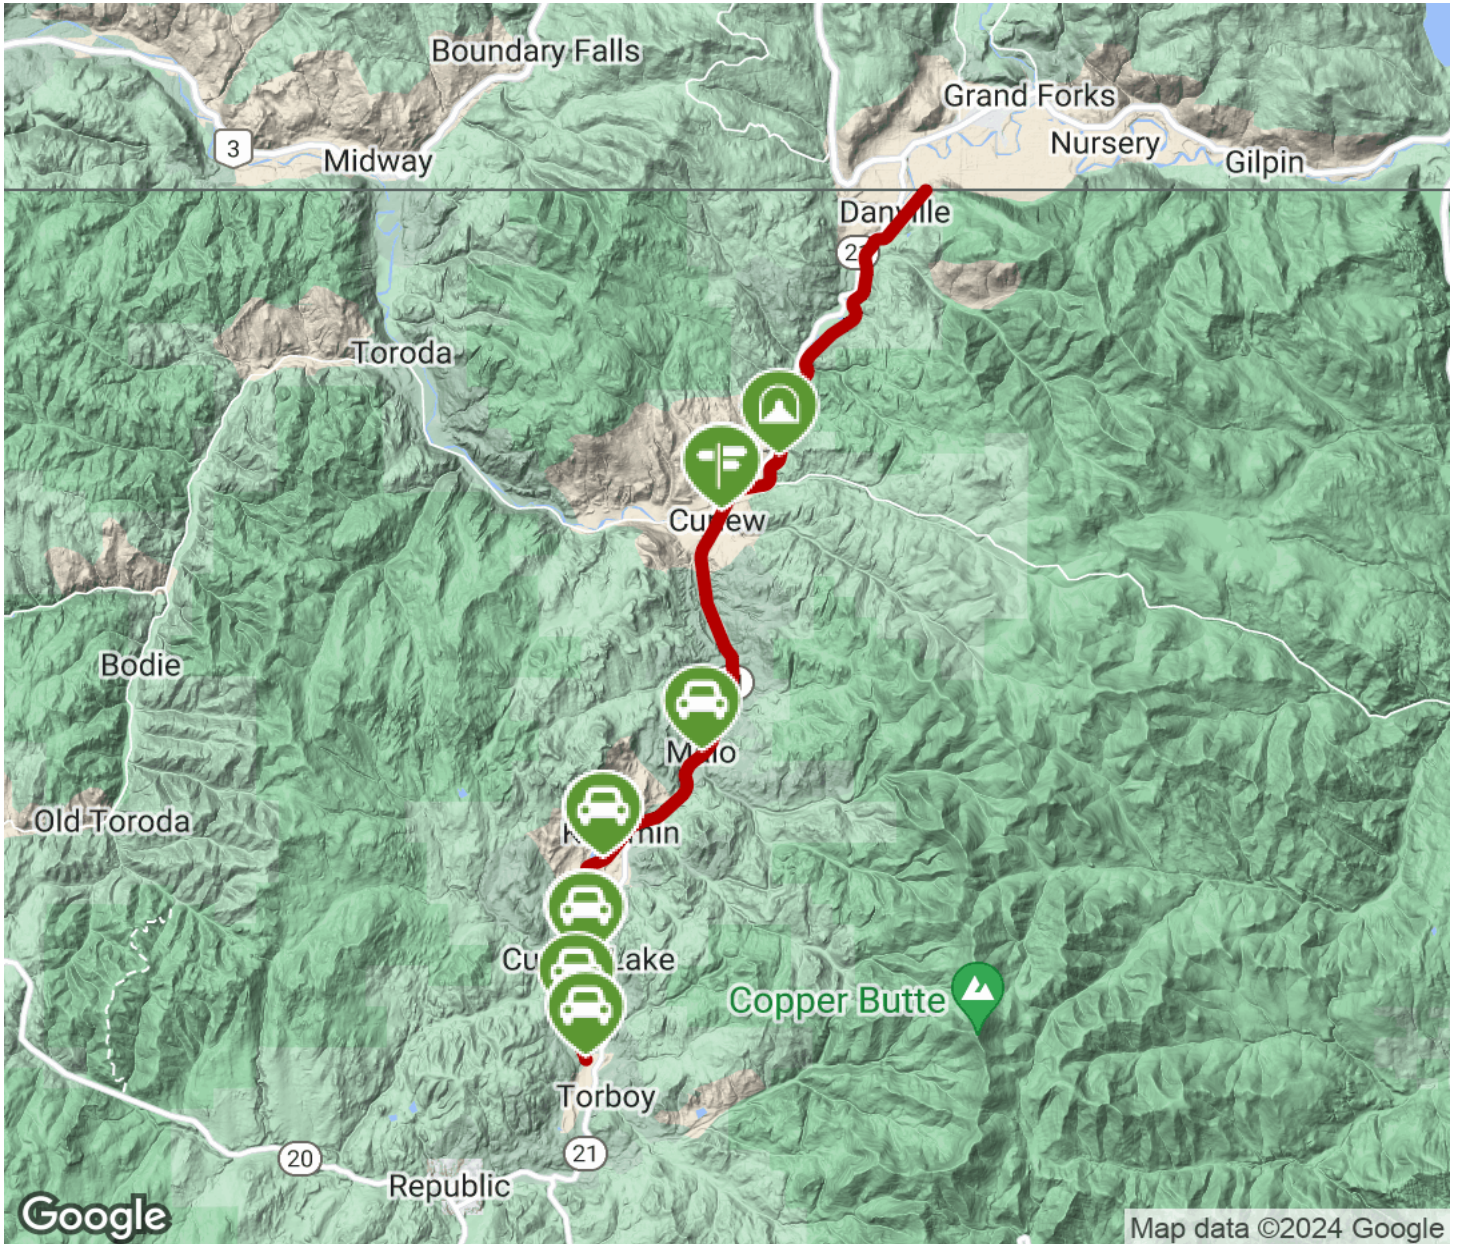 Boundary Falls
Grand Forks
3
Midway
Nursery
Gilpin
Danville
Toroda
Bodie
Old Toroda
Copper Butte
Torboy
20
21
Republic
Google
Map data ©2024 Google